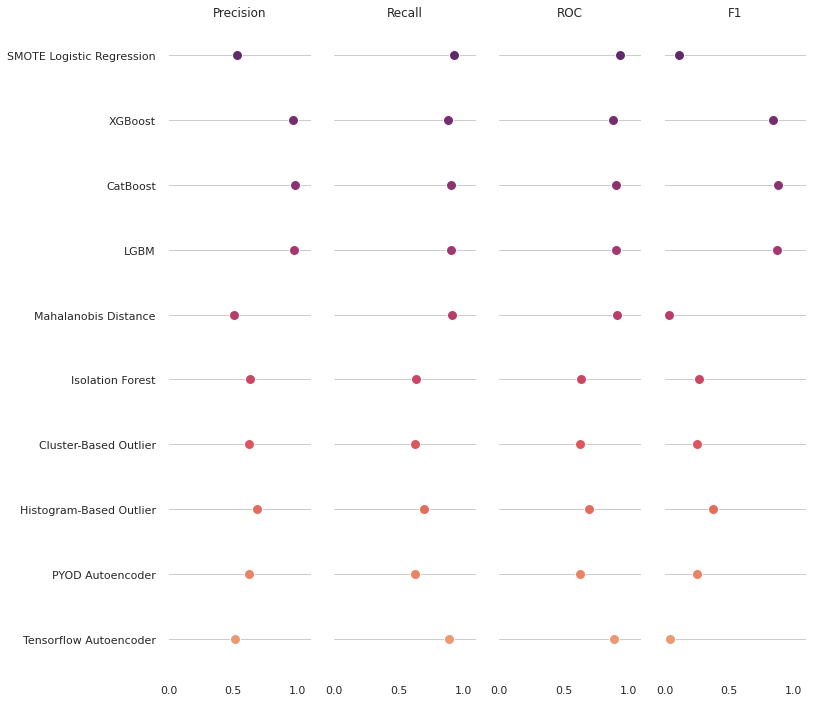 Precision Recall ROC F1
SMOTE Logistic Regression
XGBoost
CatBoost
LGBM
Mahalanobis Distance
Isolation Forest
Cluster-Based Outlier
Histogram-Based Outlier
PYOD Autoencoder
Tensorflow Autoencoder
0.0 0.5 1.0 0.0 0.5 1.0 0.0 0.5 1.0 0.0 0.5 1.0